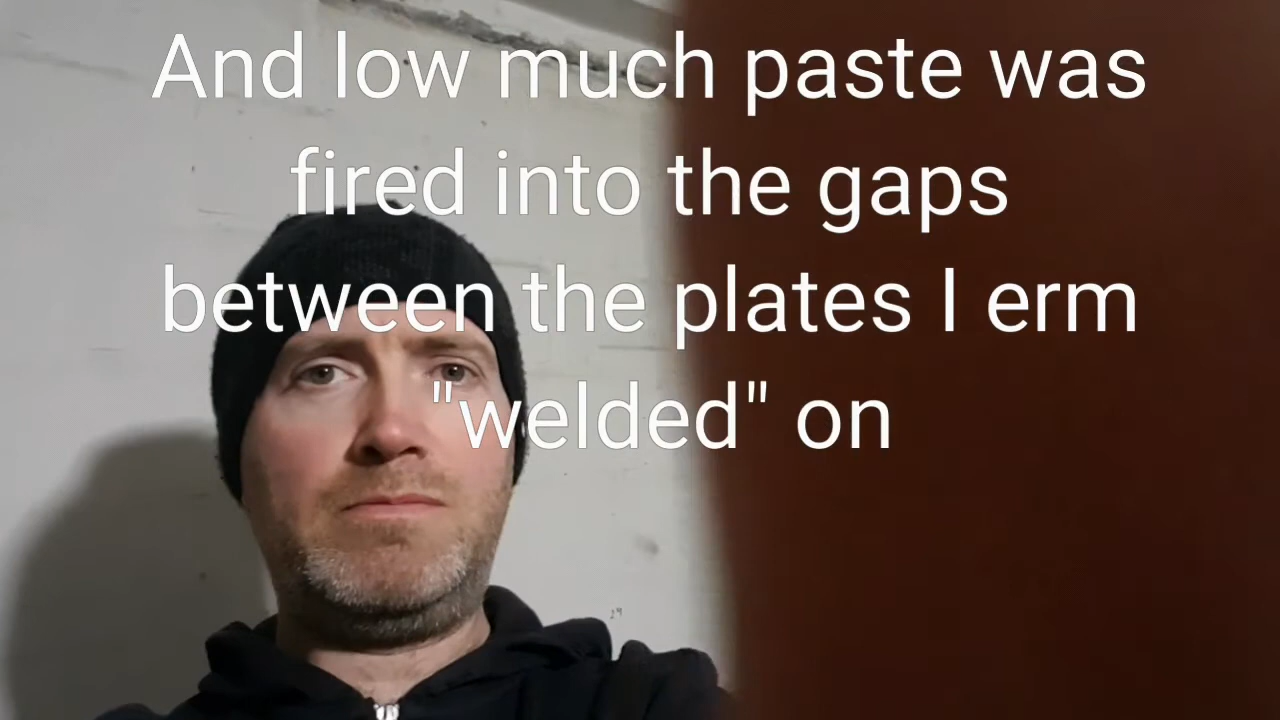 And low much paste was
fired into the gaps
between the plates I erm
"welded" on